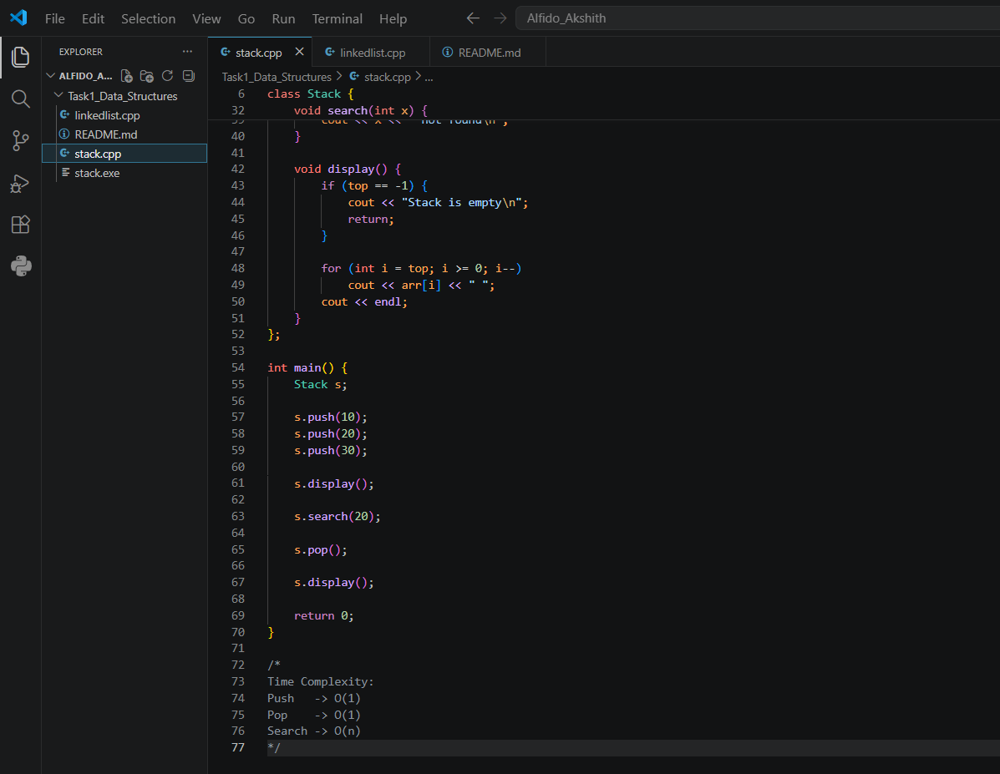 File Edit Selection View Go Run Terminal Help
Alfido_Akshith
EXPLORER
ALFIDO_A...
Task1_Data_Structures
linkedlist.cpp
README.md
stack.cpp
stack.exe
stack.cpp
linkedlist.cpp
README.md
Task1_Data_Structures > stack.cpp > ...
6 class Stack {
32 void search(int x) {
39 cout << x << " not found\n";
40 }
41
42 void display() {
43 if (top == -1) {
44 cout << "Stack is empty\n";
45 return;
46 }
47
48 for (int i = top; i >= 0; i--)
49 cout << arr[i] << " ";
50 cout << endl;
51 }
52 };
53
54 int main() {
55 Stack s;
56
57 s.push(10);
58 s.push(20);
59 s.push(30);
60
61 s.display();
62
63 s.search(20);
64
65 s.pop();
66
67 s.display();
68
69 return 0;
70 }
71
72 /*
73 Time Complexity:
74 Push -> O(1)
75 Pop -> O(1)
76 Search -> O(n)
77 */